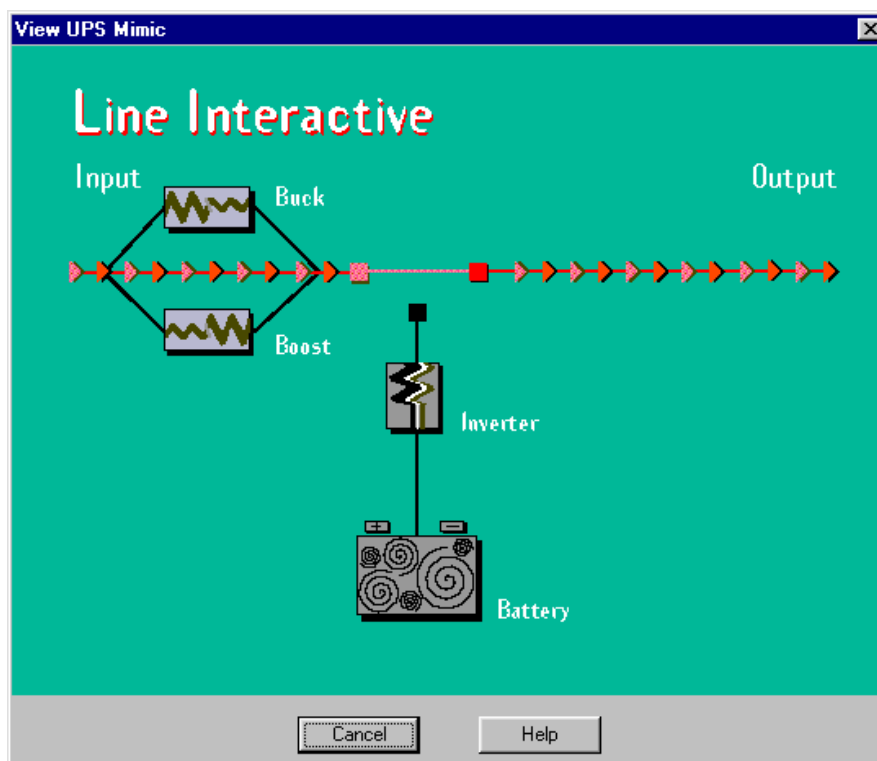 View UPS Mimic
Line Interactive
Input
Output
Buck
Boost
Inverter
+ −
Battery
Cancel
Help